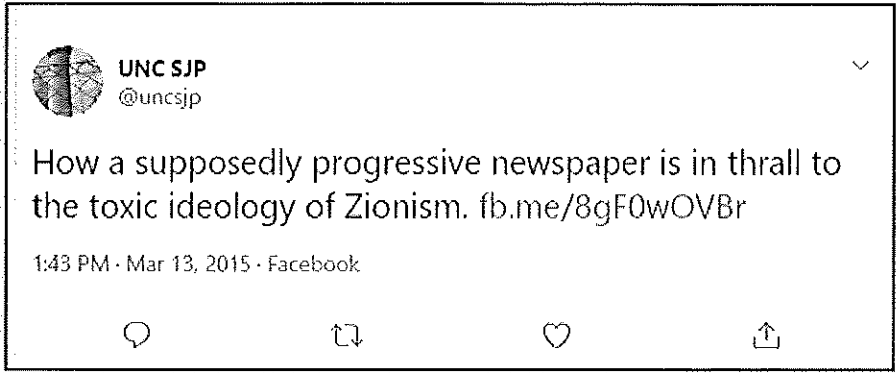 UNC SJP
@uncsjp
How a supposedly progressive newspaper is in thrall to
the toxic ideology of Zionism. fb.me/8gF0wOVBr
1:43 PM · Mar 13, 2015 · Facebook